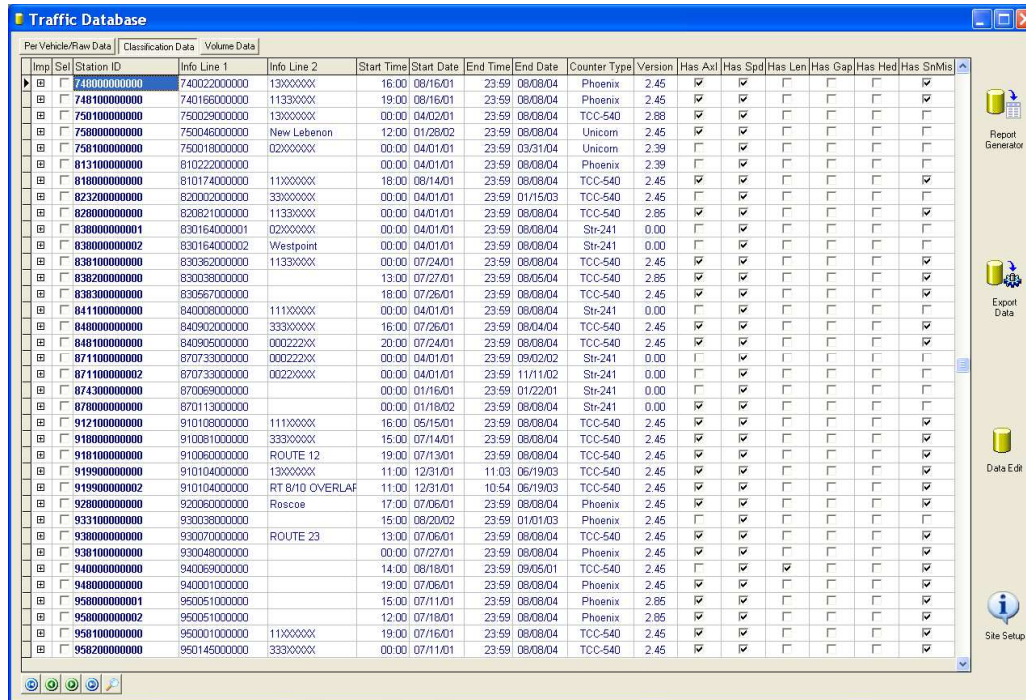 Traffic Database
Per Vehicle/Raw Data Classification Data Volume Data
Imp Sel Station ID Info Line 1 Info Line 2 Start Time Start Date End Time End Date Counter Type Version Has Axl Has Spd Has Len Has Gap Has Hed Has SnMis
748000000000 740022000000 13XXXXXX 16:00 08/16/01 23:59 08/08/04 Phoenix 2.45
748100000000 740166000000 1133XXXX 19:00 08/16/01 23:59 08/08/04 Phoenix 2.45
750100000000 750029000000 13XXXXXX 00:00 04/02/01 23:59 08/08/04 TCC-540 2.88
758000000000 750046000000 New Lebenon 12:00 01/28/02 23:59 08/08/04 Unicorn 2.45
758100000000 750018000000 02XXXXXX 00:00 04/01/01 23:59 03/31/04 Unicorn 2.39
813100000000 810222000000 00:00 04/01/01 23:59 08/08/04 Phoenix 2.39
818000000000 810174000000 11XXXXXX 18:00 08/14/01 23:59 08/08/04 TCC-540 2.45
823200000000 820002000000 33XXXXXX 00:00 04/01/01 23:59 01/15/03 TCC-540 2.45
828000000000 820821000000 1133XXXX 00:00 04/01/01 23:59 08/08/04 TCC-540 2.85
838000000001 830164000001 02XXXXXX 00:00 04/01/01 23:59 08/08/04 Str-241 0.00
838000000002 830164000002 Westpoint 00:00 04/01/01 23:59 08/08/04 Str-241 0.00
838100000000 830362000000 1133XXXX 00:00 07/24/01 23:59 08/08/04 TCC-540 2.45
838200000000 830038000000 13:00 07/27/01 23:59 08/05/04 TCC-540 2.85
838300000000 830567000000 18:00 07/26/01 23:59 08/08/04 TCC-540 2.45
841100000000 840008000000 111XXXXX 00:00 04/01/01 23:59 08/08/04 Str-241 0.00
848000000000 840902000000 333XXXXX 16:00 07/26/01 23:59 08/04/04 TCC-540 2.45
848100000000 840905000000 000222XX 20:00 07/24/01 23:59 08/08/04 TCC-540 2.45
871100000000 870733000000 000222XX 00:00 04/01/01 23:59 09/02/02 Str-241 0.00
871100000002 870733000000 0022XXXX 00:00 04/01/01 23:59 11/11/02 Str-241 0.00
874300000000 870069000000 00:00 01/16/01 23:59 01/22/01 Str-241 0.00
878000000000 870113000000 00:00 01/18/02 23:59 08/08/04 Str-241 0.00
912100000000 910108000000 111XXXXX 16:00 05/15/01 23:59 08/08/04 TCC-540 2.45
918000000000 910081000000 333XXXXX 15:00 07/14/01 23:59 08/08/04 TCC-540 2.45
918100000000 910060000000 ROUTE 12 19:00 07/13/01 23:59 08/08/04 TCC-540 2.45
919900000000 910104000000 13XXXXXX 11:00 12/31/01 11:03 06/19/03 TCC-540 2.45
919900000002 910104000000 RT 8/10 OVERLAP 11:00 12/31/01 10:54 06/19/03 TCC-540 2.45
928000000000 920060000000 Roscoe 17:00 07/06/01 23:59 08/08/04 Phoenix 2.45
933100000000 930038000000 15:00 08/20/02 23:59 01/01/03 Phoenix 2.45
938000000000 930070000000 ROUTE 23 13:00 07/06/01 23:59 08/08/04 TCC-540 2.45
938100000000 930048000000 00:00 07/27/01 23:59 08/08/04 Phoenix 2.45
940000000000 940069000000 14:00 08/18/01 23:59 09/05/01 TCC-540 2.45
948000000000 940001000000 19:00 07/06/01 23:59 08/08/04 Phoenix 2.45
958000000001 950051000000 15:00 07/11/01 23:59 08/08/04 Phoenix 2.85
958000000002 950051000000 12:00 07/18/01 23:59 08/08/04 Phoenix 2.85
958100000000 950001000000 11XXXXXX 19:00 07/16/01 23:59 08/08/04 TCC-540 2.45
958200000000 950145000000 333XXXXX 00:00 07/11/01 23:59 08/08/04 TCC-540 2.45
Report
Generator
Export
Data
Data Edit
Site Setup